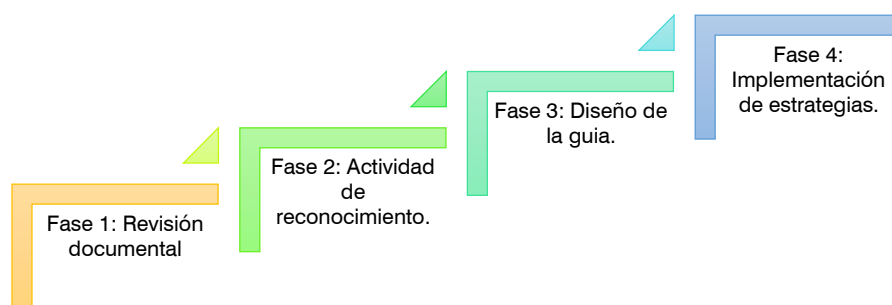 Fase 1: Revisión
documental
Fase 2: Actividad
de
reconocimiento.
Fase 3: Diseño de
la guia.
Fase 4:
Implementación
de estrategias.